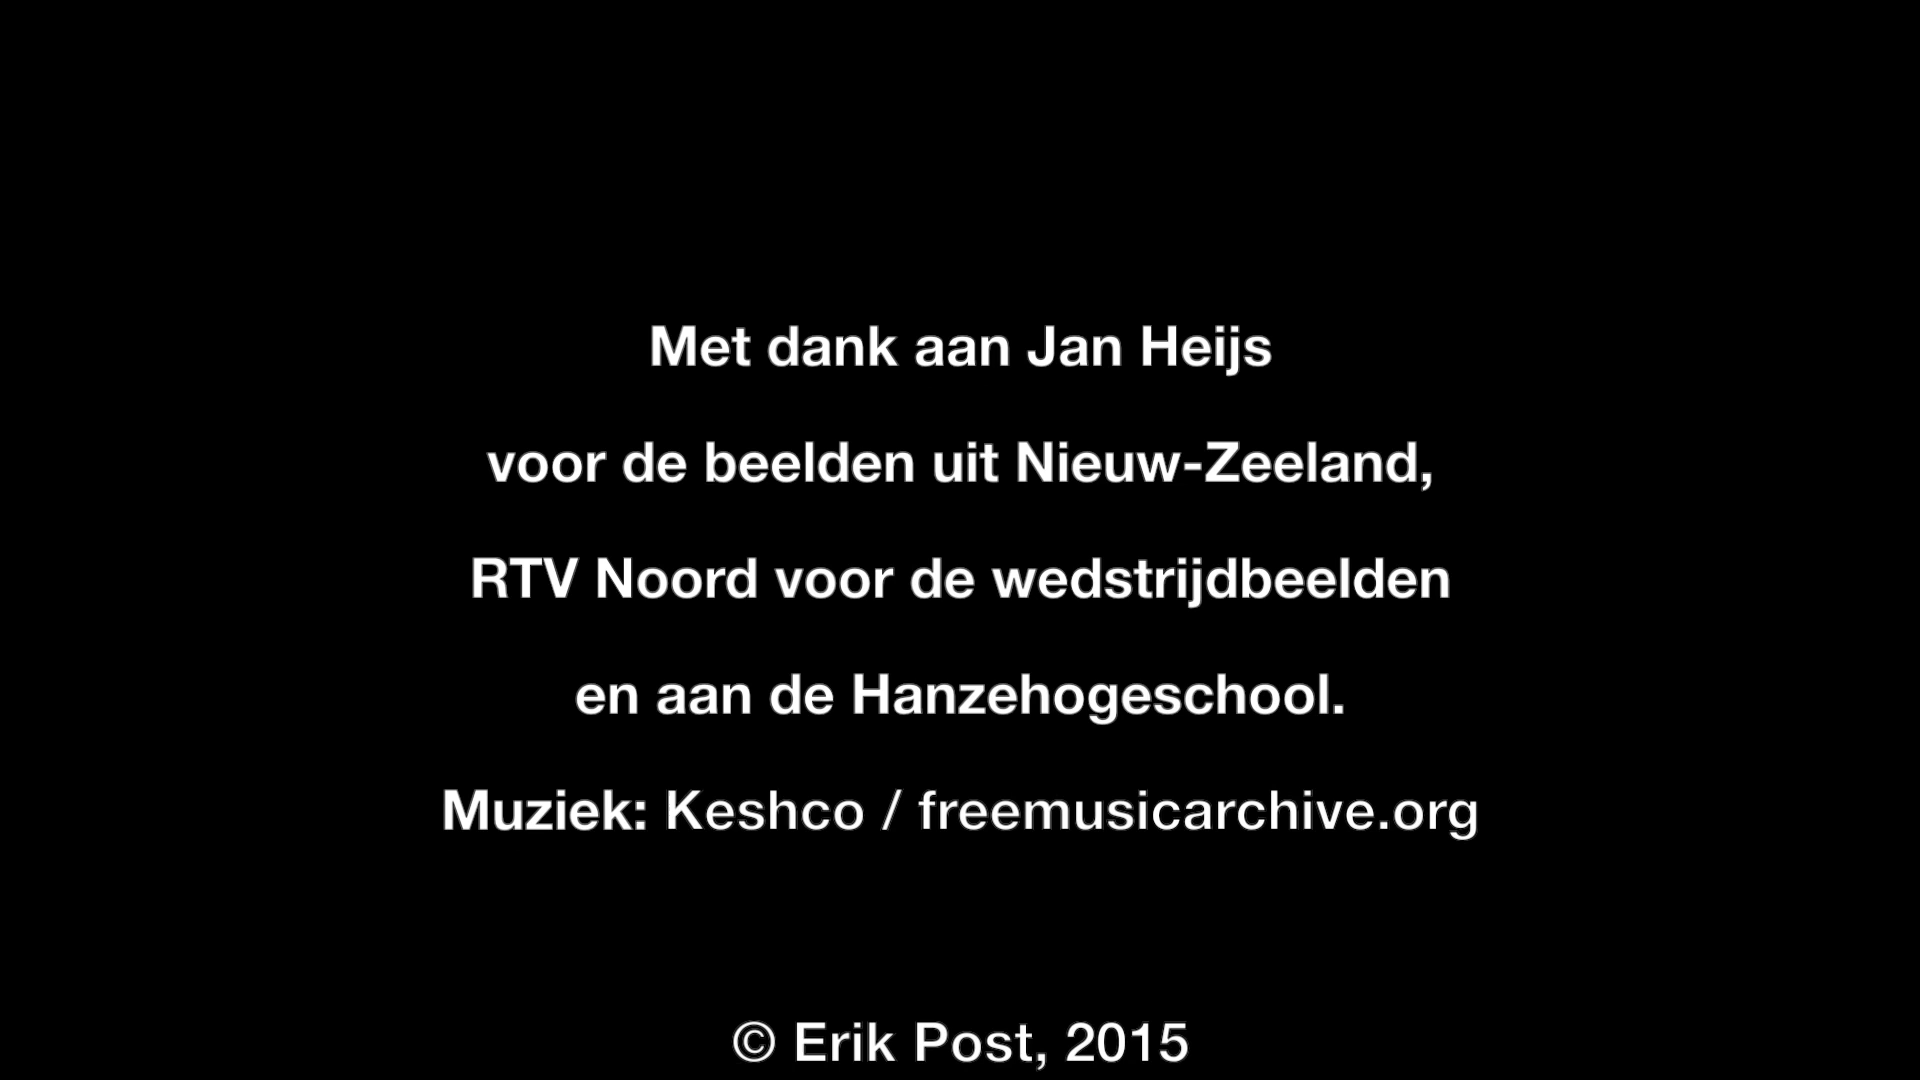 Met dank aan Jan Heijs
voor de beelden uit Nieuw-Zeeland,
RTV Noord voor de wedstrijdbeelden
en aan de Hanzehogeschool.
Muziek: Keshco / freemusicarchive.org
© Erik Post, 2015